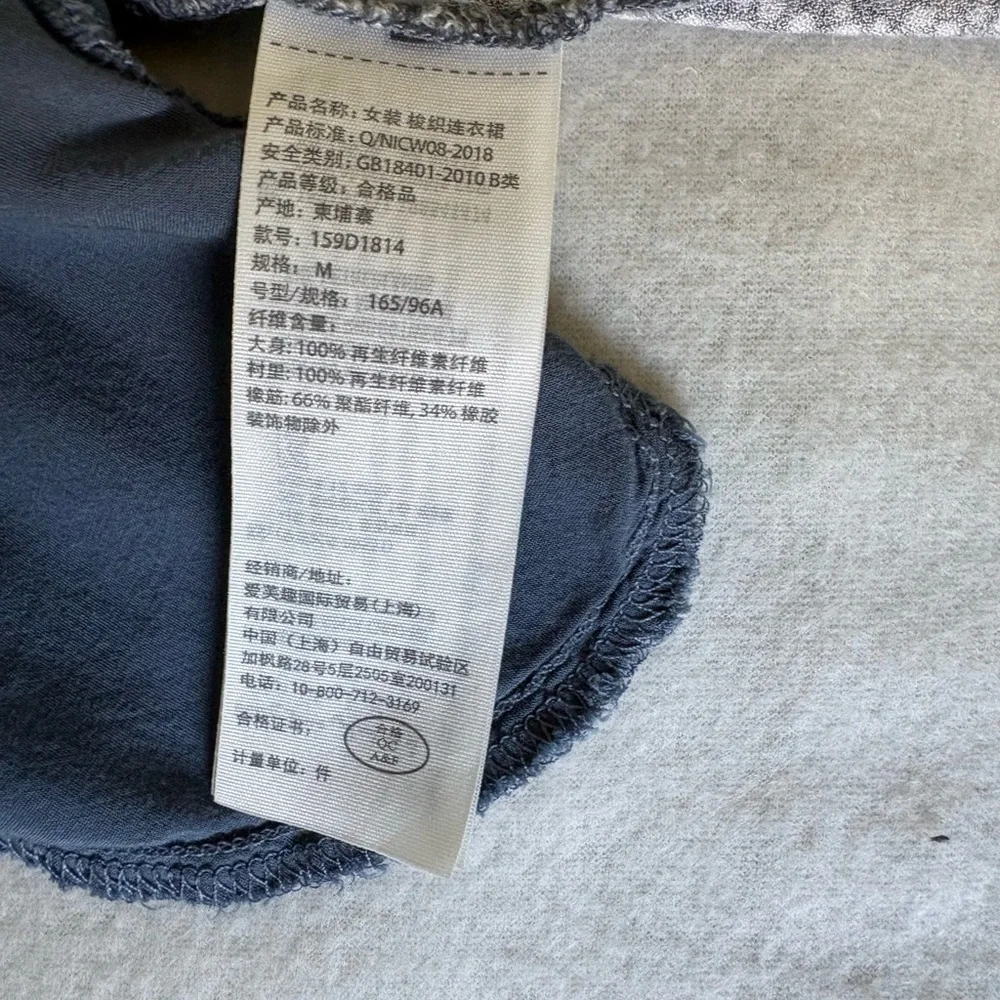 产品名称: 女装 梭织连衣裙
产品标准: Q/NICW08-2018
安全类别: GB18401-2010 B类
产品等级: 合格品
产地: 柬埔寨
款号: 159D1814
规格: M
号型/规格: 165/96A
纤维含量:
大身: 100% 再生纤维素纤维
衬里: 100% 再生纤维素纤维
橡筋: 66% 聚酯纤维, 34% 橡胶
装饰物除外
经销商/地址:
爱芙趣国际贸易(上海)
有限公司
中国（上海）自由贸易试验区
加枫路28号6层2505室200131
电话: 10-800-712-3169
合格证书:
合格
QC
A&F
计量单位: 件